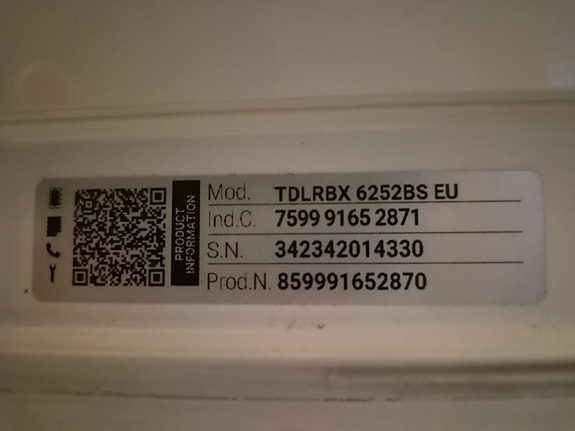 PRODUCT
INFORMATION
Mod. TDLRBX 6252BS EU
Ind.C. 7599 9165 2871
S.N. 342342014330
Prod.N. 859991652870